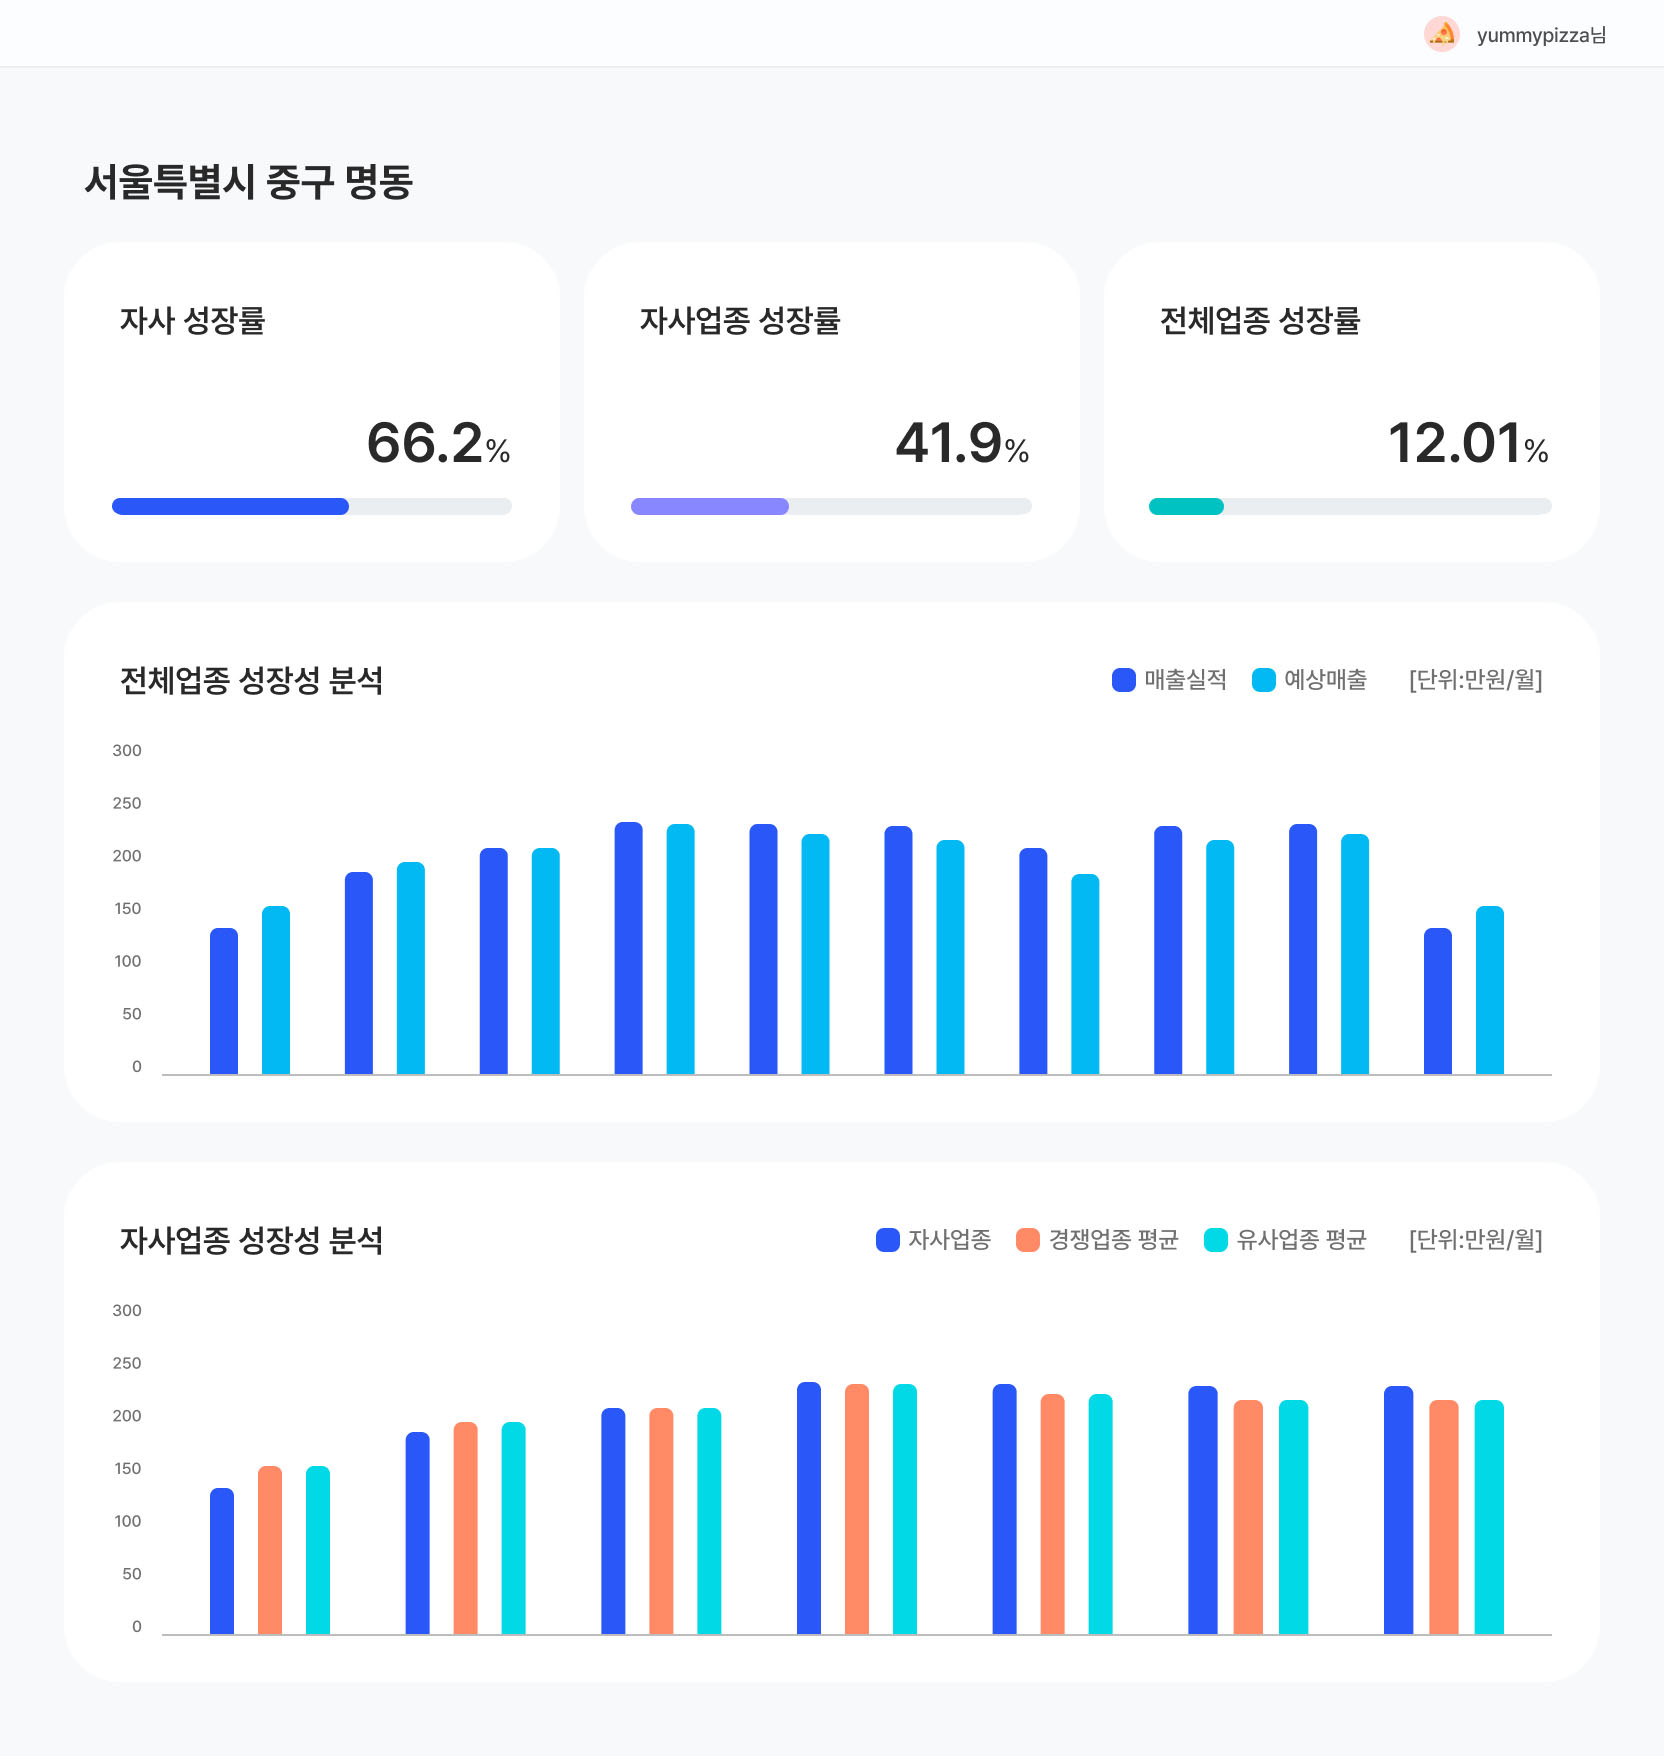 yummypizza님
서울특별시 중구 명동
자사 성장률
66.2%
자사업종 성장률
41.9%
전체업종 성장률
12.01%
전체업종 성장성 분석
매출실적 예상매출 [단위:만원/월]
300
250
200
150
100
50
0
자사업종 성장성 분석
자사업종 경쟁업종 평균 유사업종 평균 [단위:만원/월]
300
250
200
150
100
50
0